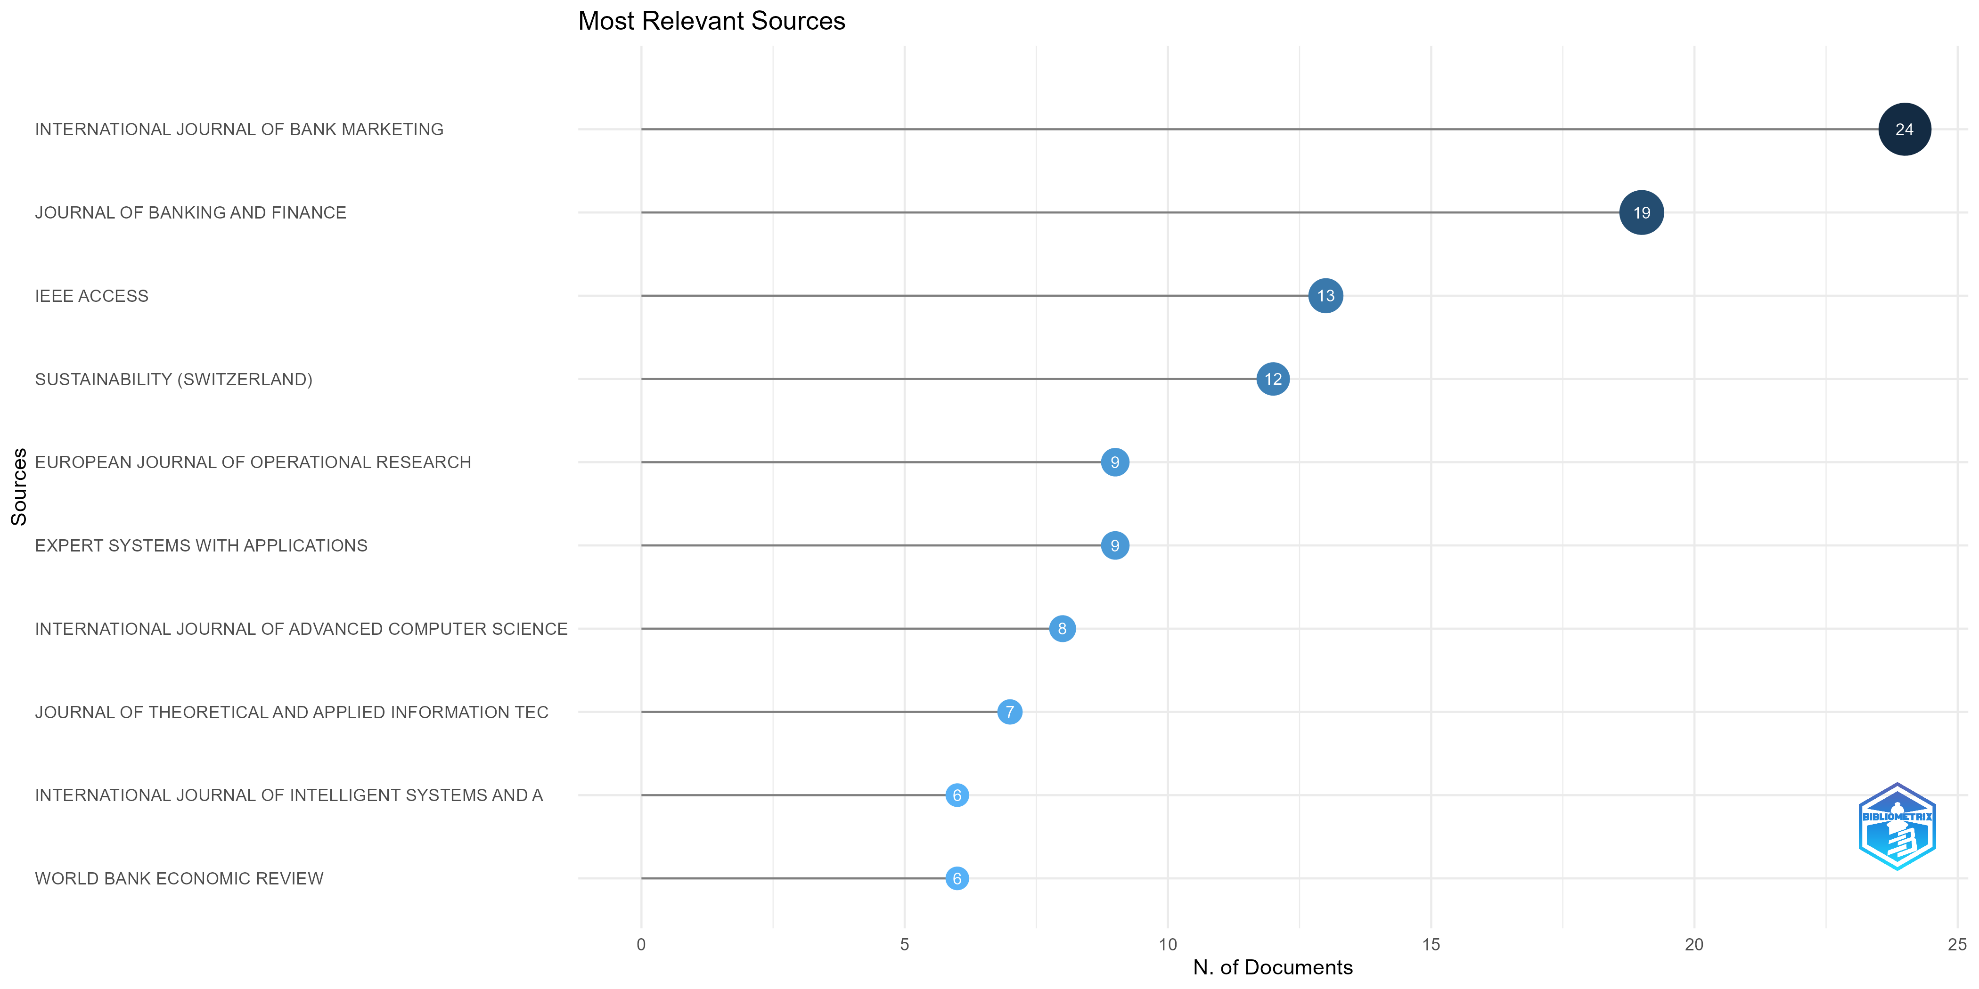 Most Relevant Sources
INTERNATIONAL JOURNAL OF BANK MARKETING
24
JOURNAL OF BANKING AND FINANCE
19
IEEE ACCESS
13
SUSTAINABILITY (SWITZERLAND)
12
EUROPEAN JOURNAL OF OPERATIONAL RESEARCH
9
Sources
EXPERT SYSTEMS WITH APPLICATIONS
9
INTERNATIONAL JOURNAL OF ADVANCED COMPUTER SCIENCE
8
JOURNAL OF THEORETICAL AND APPLIED INFORMATION TEC
7
INTERNATIONAL JOURNAL OF INTELLIGENT SYSTEMS AND A
6
BIBLIOMETRIX
WORLD BANK ECONOMIC REVIEW
6
0 5 10 15 20 25
N. of Documents